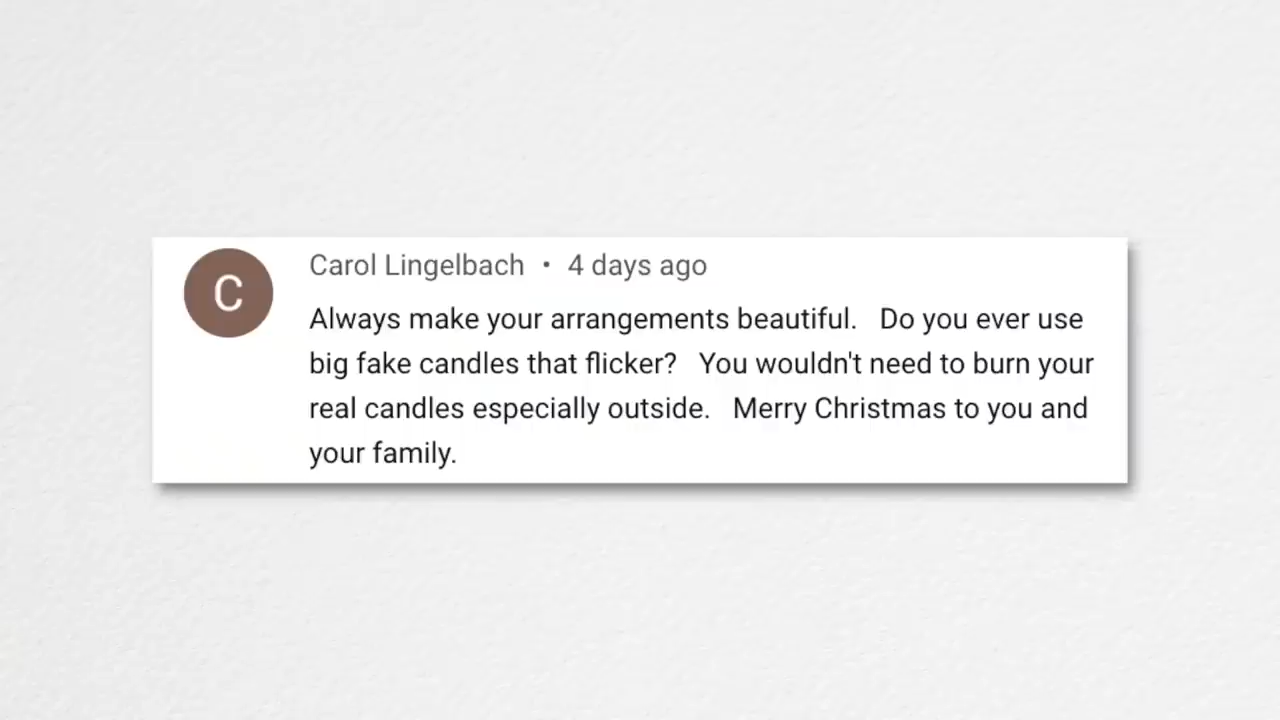 C
Carol Lingelbach • 4 days ago
Always make your arrangements beautiful.   Do you ever use
big fake candles that flicker?   You wouldn't need to burn your
real candles especially outside.   Merry Christmas to you and
your family.